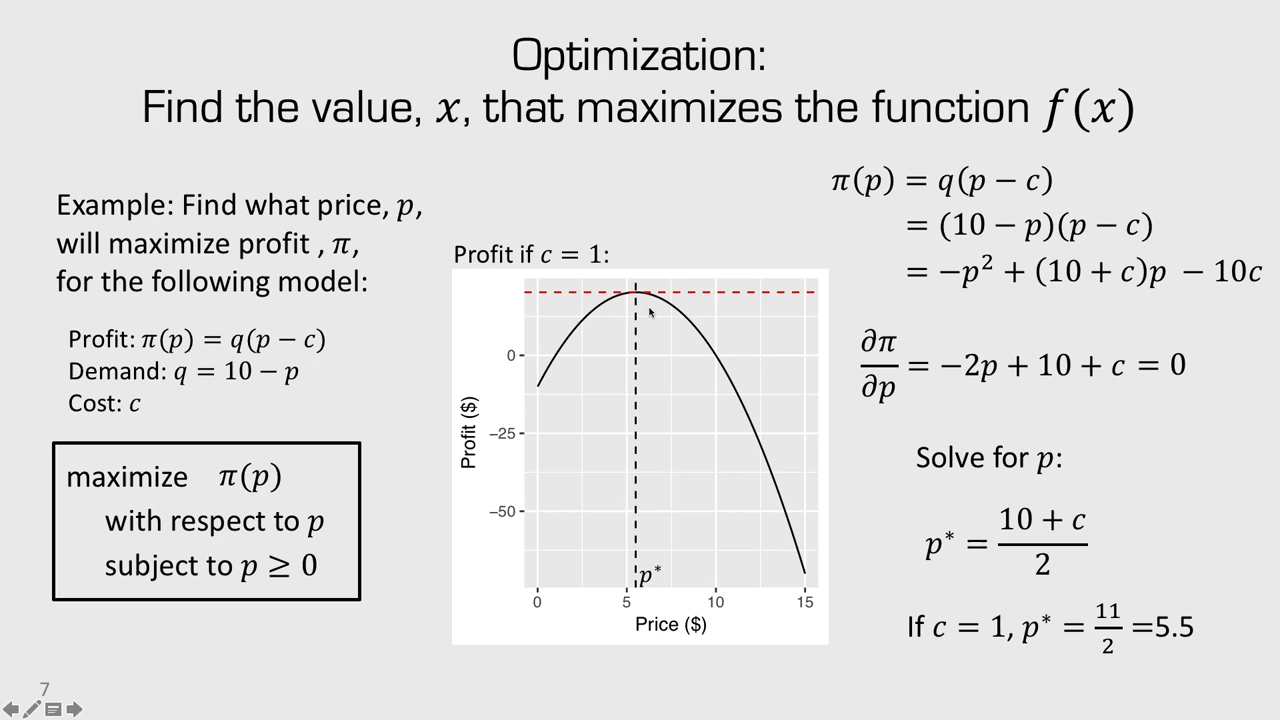 Optimization:
Find the value, x, that maximizes the function f(x)
Example: Find what price, p,
will maximize profit , π,
for the following model:
Profit: π(p) = q(p − c)
Demand: q = 10 − p
Cost: c
maximize π(p)
with respect to p
subject to p ≥ 0
Profit if c = 1:
Profit ($)
0
−25
−50
p*
0 5 10 15
Price ($)
π(p) = q(p − c)
= (10 − p)(p − c)
= −p² + (10 + c)p − 10c
∂π/∂p = −2p + 10 + c = 0
Solve for p:
p* = (10 + c)/2
If c = 1, p* = 11/2 =5.5
7